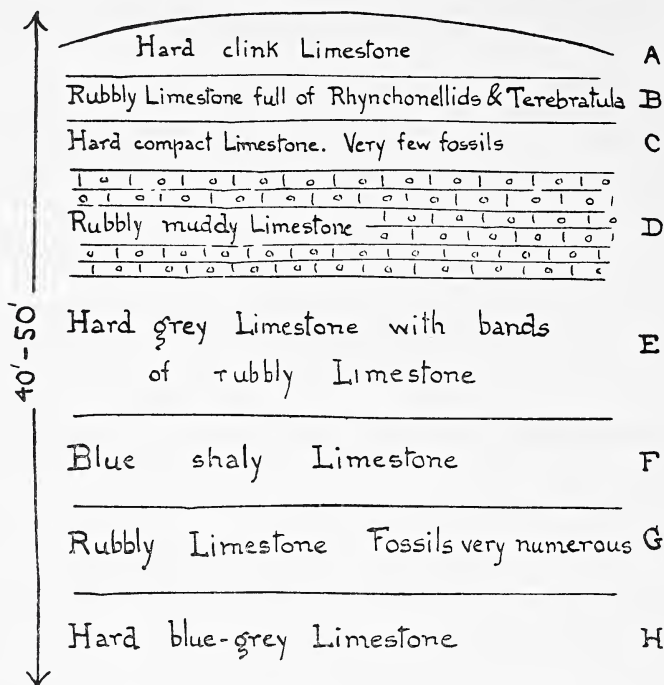 Hard clink Limestone A
Rubbly Limestone full of Rhynchonellids & Terebratula B
Hard compact Limestone. Very few fossils C
Rubbly muddy Limestone D
40'-50'
Hard grey Limestone with bands E
of rubbly Limestone
Blue shaly Limestone F
Rubbly Limestone Fossils very numerous G
Hard blue-grey Limestone H